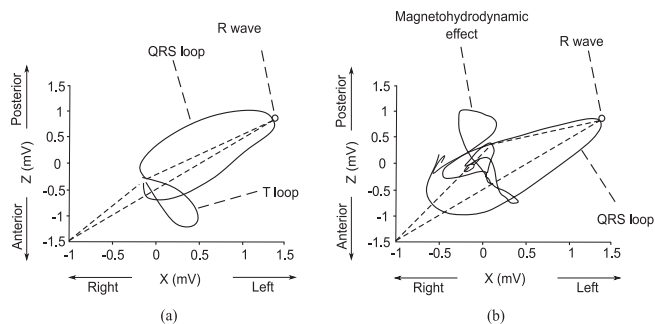 (a)
R wave
QRS loop
Posterior
Anterior
Z (mV)
1.5
1
0.5
0
-0.5
-1
-1.5
T loop
-1
-0.5
0
0.5
1
1.5
Right
X (mV)
Left
(a)
(b)
Magnetohydrodynamic
effect
R wave
Posterior
Anterior
Z (mV)
1.5
1
0.5
0
-0.5
-1
-1.5
QRS loop
-1
-0.5
0
0.5
1
1.5
Right
X (mV)
Left
(b)